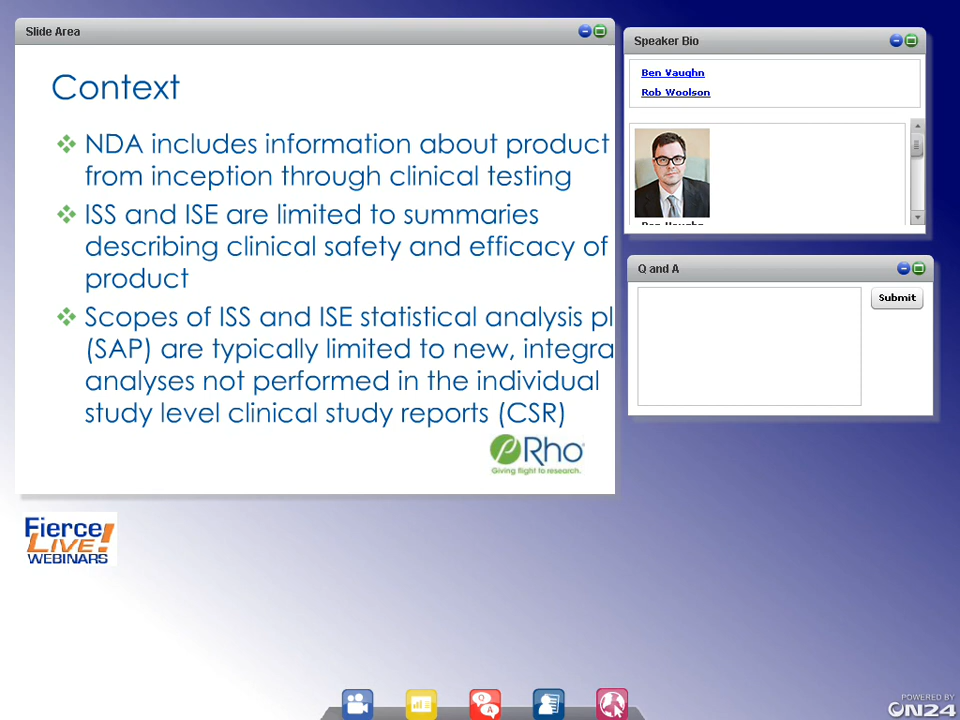 Slide Area
Context
NDA includes information about product
from inception through clinical testing
ISS and ISE are limited to summaries
describing clinical safety and efficacy of
product
Scopes of ISS and ISE statistical analysis pl
(SAP) are typically limited to new, integra
analyses not performed in the individual
study level clinical study reports (CSR)
Rho
Giving flight to research.
Speaker Bio
Ben Vaughn
Rob Woolson
Ben Vaughn
Q and A
Submit
Fierce
LIVE!
WEBINARS
Q
A
POWERED BY
ON24